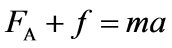 F_A + f = ma